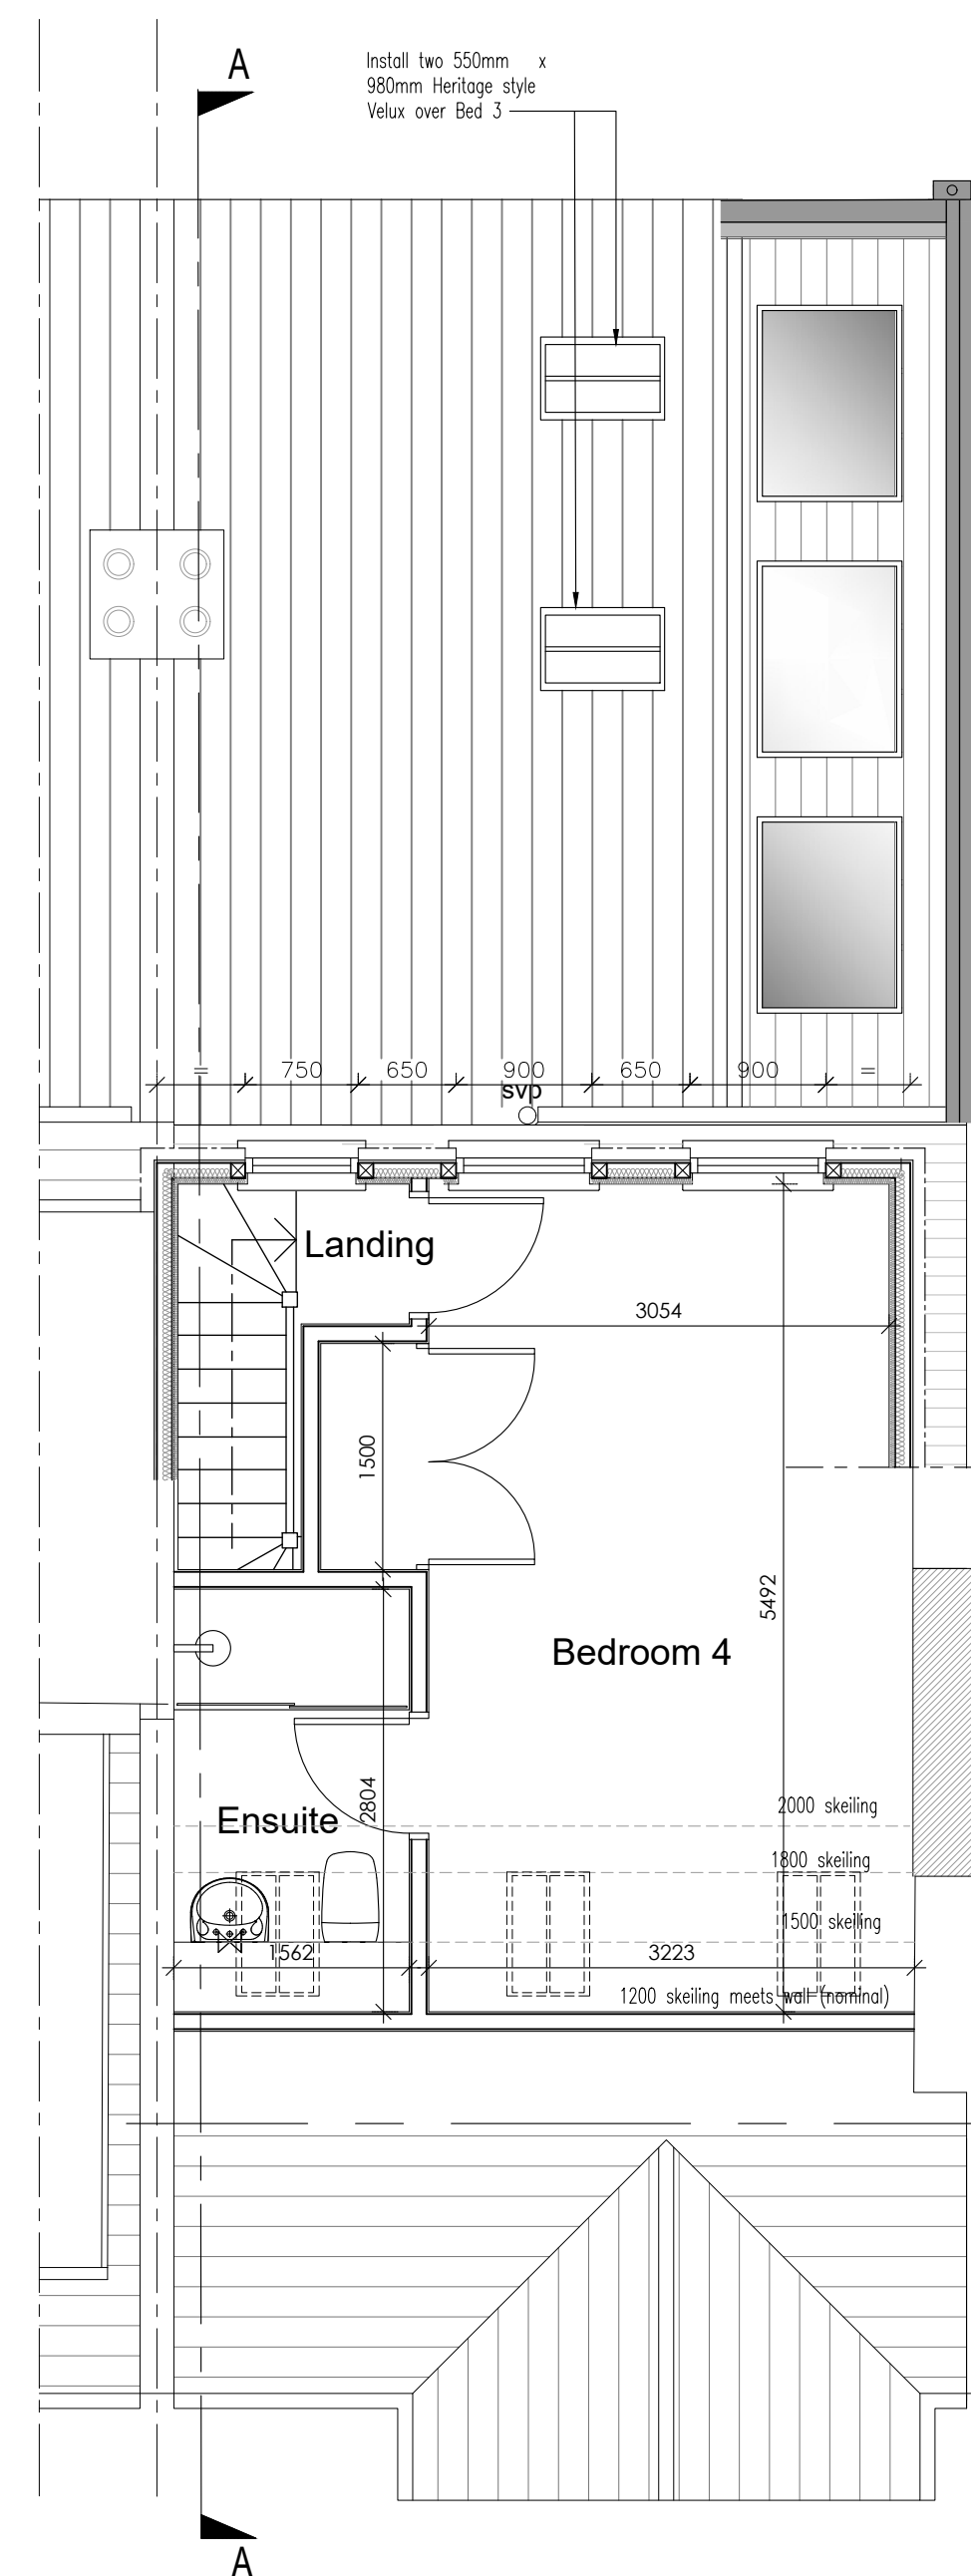 A
Install two 550mm x
980mm Heritage style
Velux over Bed 3
= 750 650 900 650 900 =
svp
Landing
3054
1500
5492
Bedroom 4
2804
2000 skeiling
Ensuite
1800 skeiling
1500 skeiling
1562
3223
1200 skeiling meets wall (nominal)
A